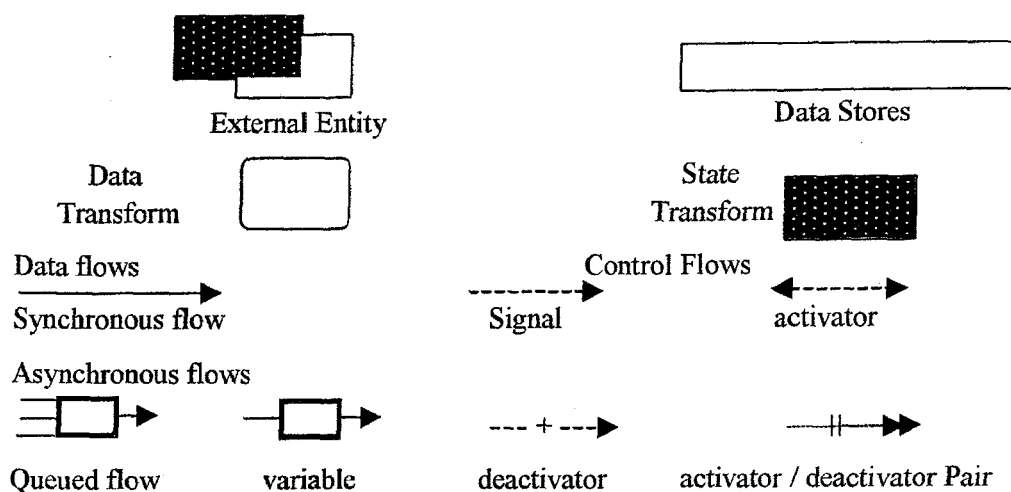 External Entity
Data Stores
Data
Transform
State
Transform
Data flows
Control Flows
Synchronous flow
Signal
activator
Asynchronous flows
Queued flow
variable
deactivator
activator / deactivator Pair